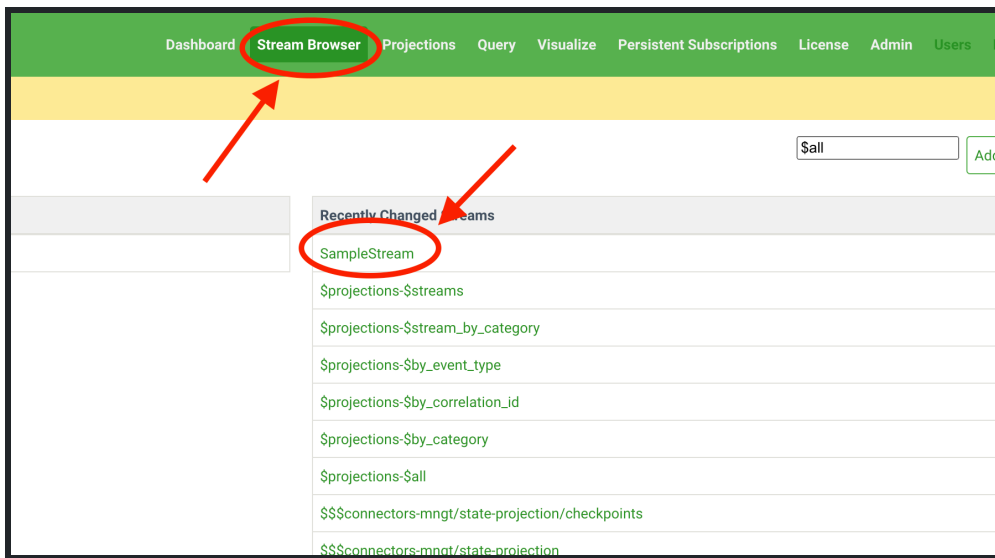 Dashboard Stream Browser Projections Query Visualize Persistent Subscriptions License Admin Users
$all
Recently Changed Streams
SampleStream
$projections-$streams
$projections-$stream_by_category
$projections-$by_event_type
$projections-$by_correlation_id
$projections-$by_category
$projections-$all
$$$connectors-mngt/state-projection/checkpoints
$$$connectors-mngt/state-projection